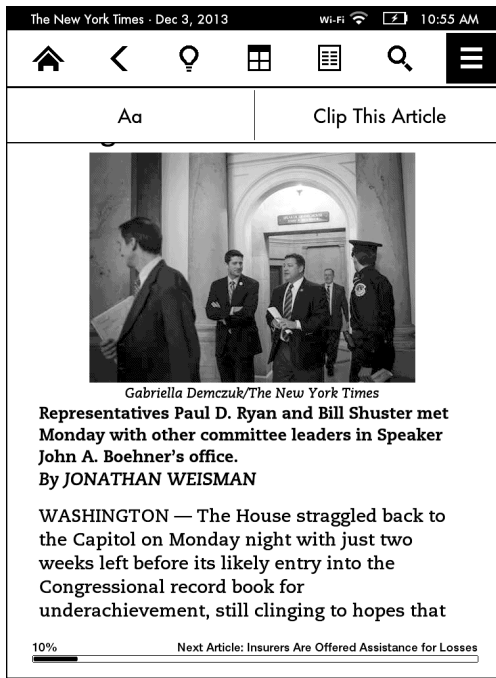 The New York Times · Dec 3, 2013
Wi-Fi
10:55 AM
Aa
Clip This Article
Gabriella Demczuk/The New York Times
Representatives Paul D. Ryan and Bill Shuster met
Monday with other committee leaders in Speaker
John A. Boehner's office.
By JONATHAN WEISMAN
WASHINGTON — The House straggled back to
the Capitol on Monday night with just two
weeks left before its likely entry into the
Congressional record book for
underachievement, still clinging to hopes that
10%
Next Article: Insurers Are Offered Assistance for Losses